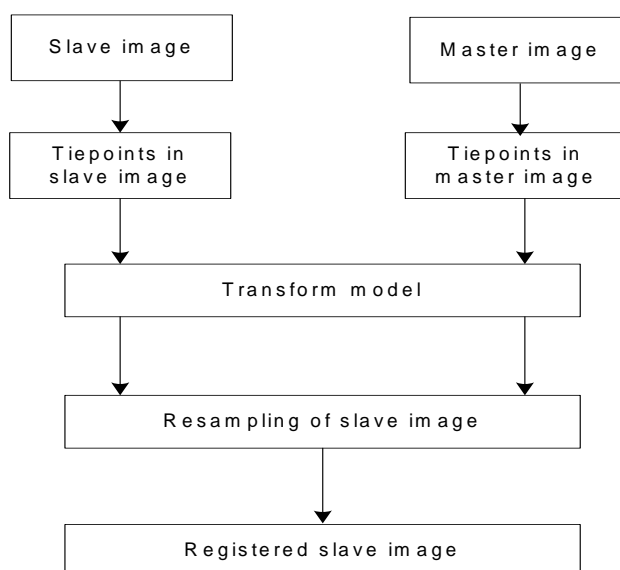 Slave image
Master image
Tiepoints in
slave image
Tiepoints in
master image
Transform model
Resampling of slave image
Registered slave image